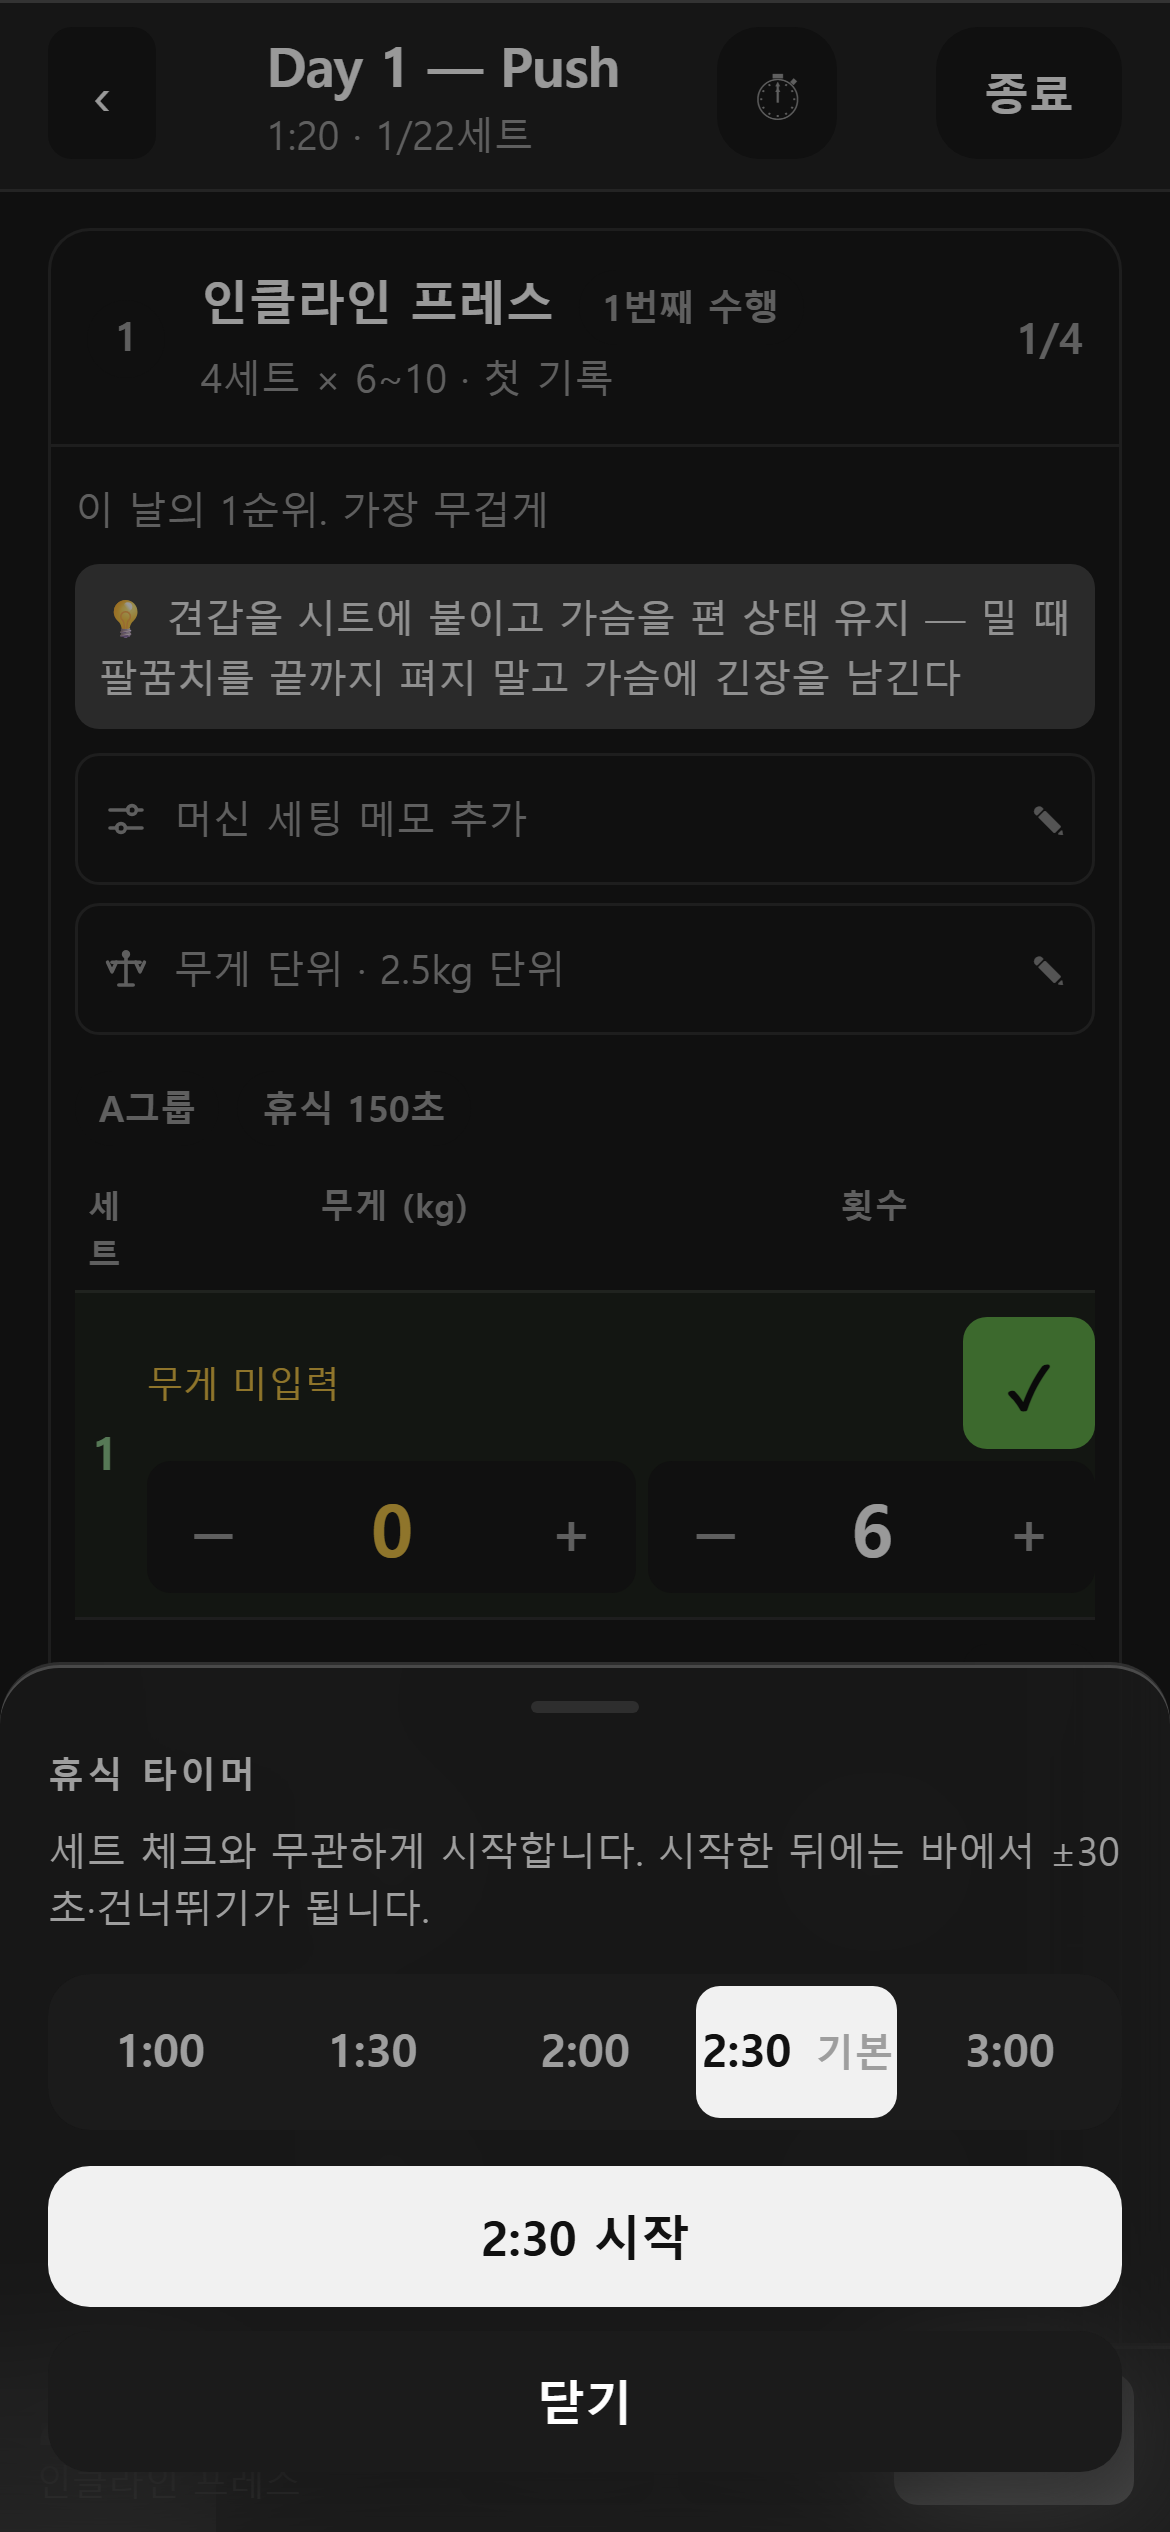 ‹
Day 1 — Push
1:20 · 1/22세트
종료
1
인클라인 프레스 1번째 수행
4세트 × 6~10 · 첫 기록
1/4
이 날의 1순위. 가장 무겁게
💡 견갑을 시트에 붙이고 가슴을 편 상태 유지 — 밀 때
팔꿈치를 끝까지 펴지 말고 가슴에 긴장을 남긴다
머신 세팅 메모 추가
무게 단위 · 2.5kg 단위
A그룹 휴식 150초
세트 무게 (kg) 횟수
무게 미입력 ✓
1
— 0 + — 6 +
휴식 타이머
세트 체크와 무관하게 시작합니다. 시작한 뒤에는 바에서 ±30
초·건너뛰기가 됩니다.
1:00 1:30 2:00 2:30 기본 3:00
2:30 시작
닫기
인클라인 프레스